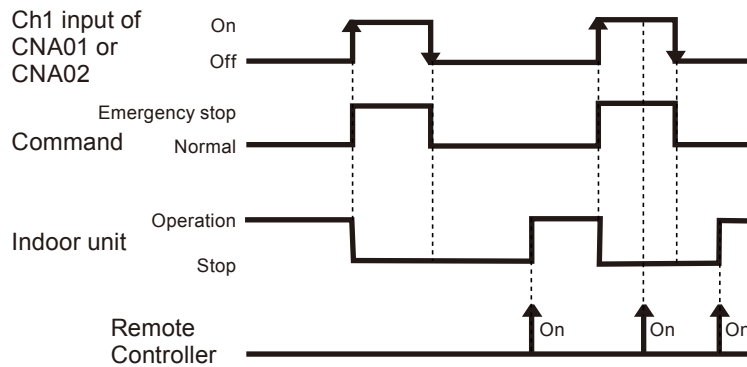 Ch1 input of
CNA01 or
CNA02
On
Off
Emergency stop
Command
Normal
Operation
Indoor unit
Stop
Remote
Controller
On
On
On